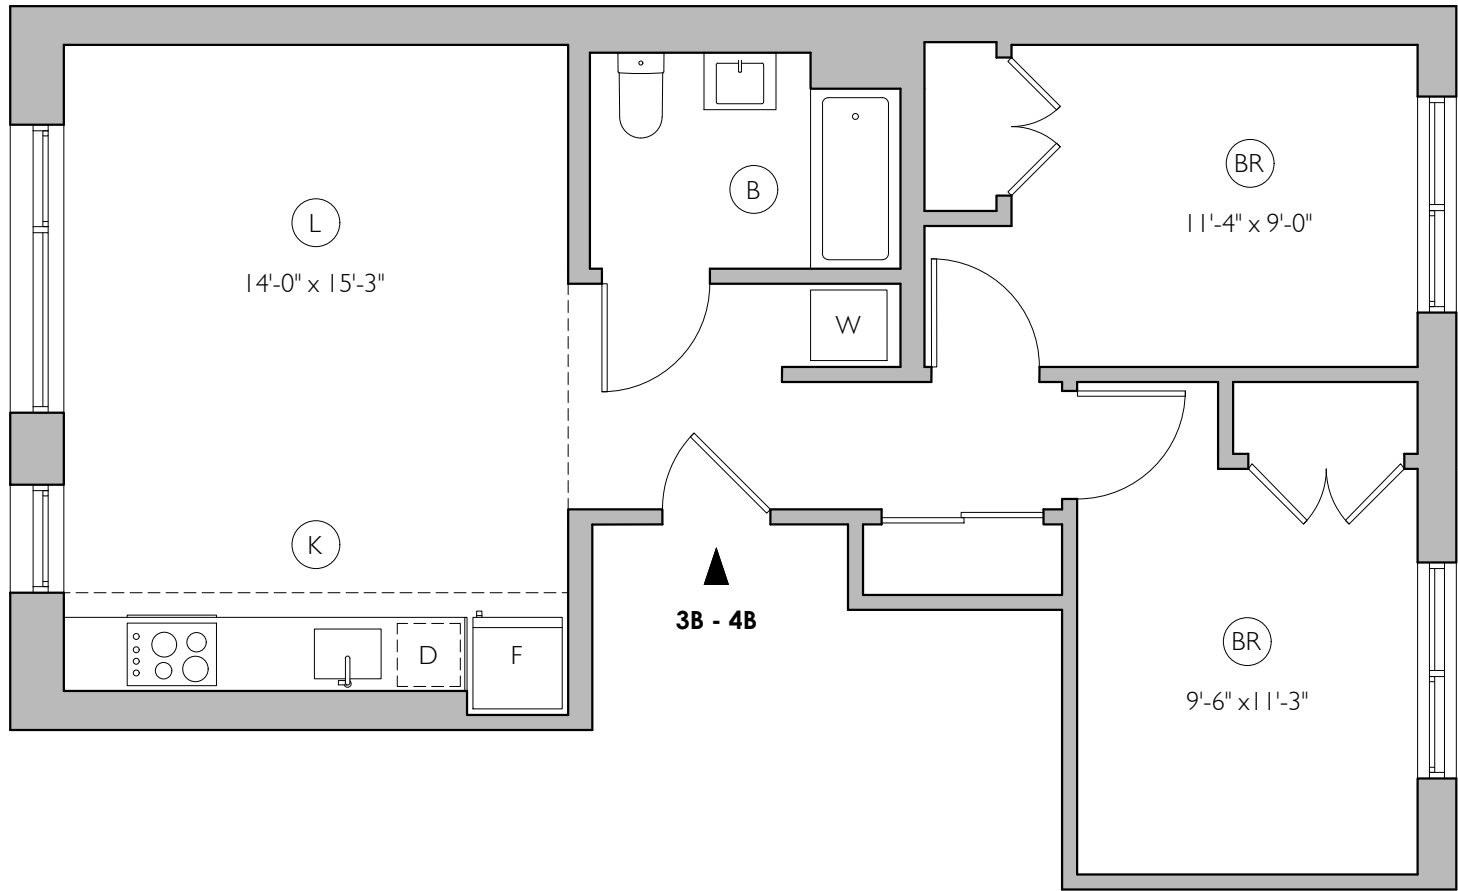 B
BR
11'-4" x 9'-0"
L
14'-0" x 15'-3"
W
K
3B - 4B
D
F
BR
9'-6" x11'-3"